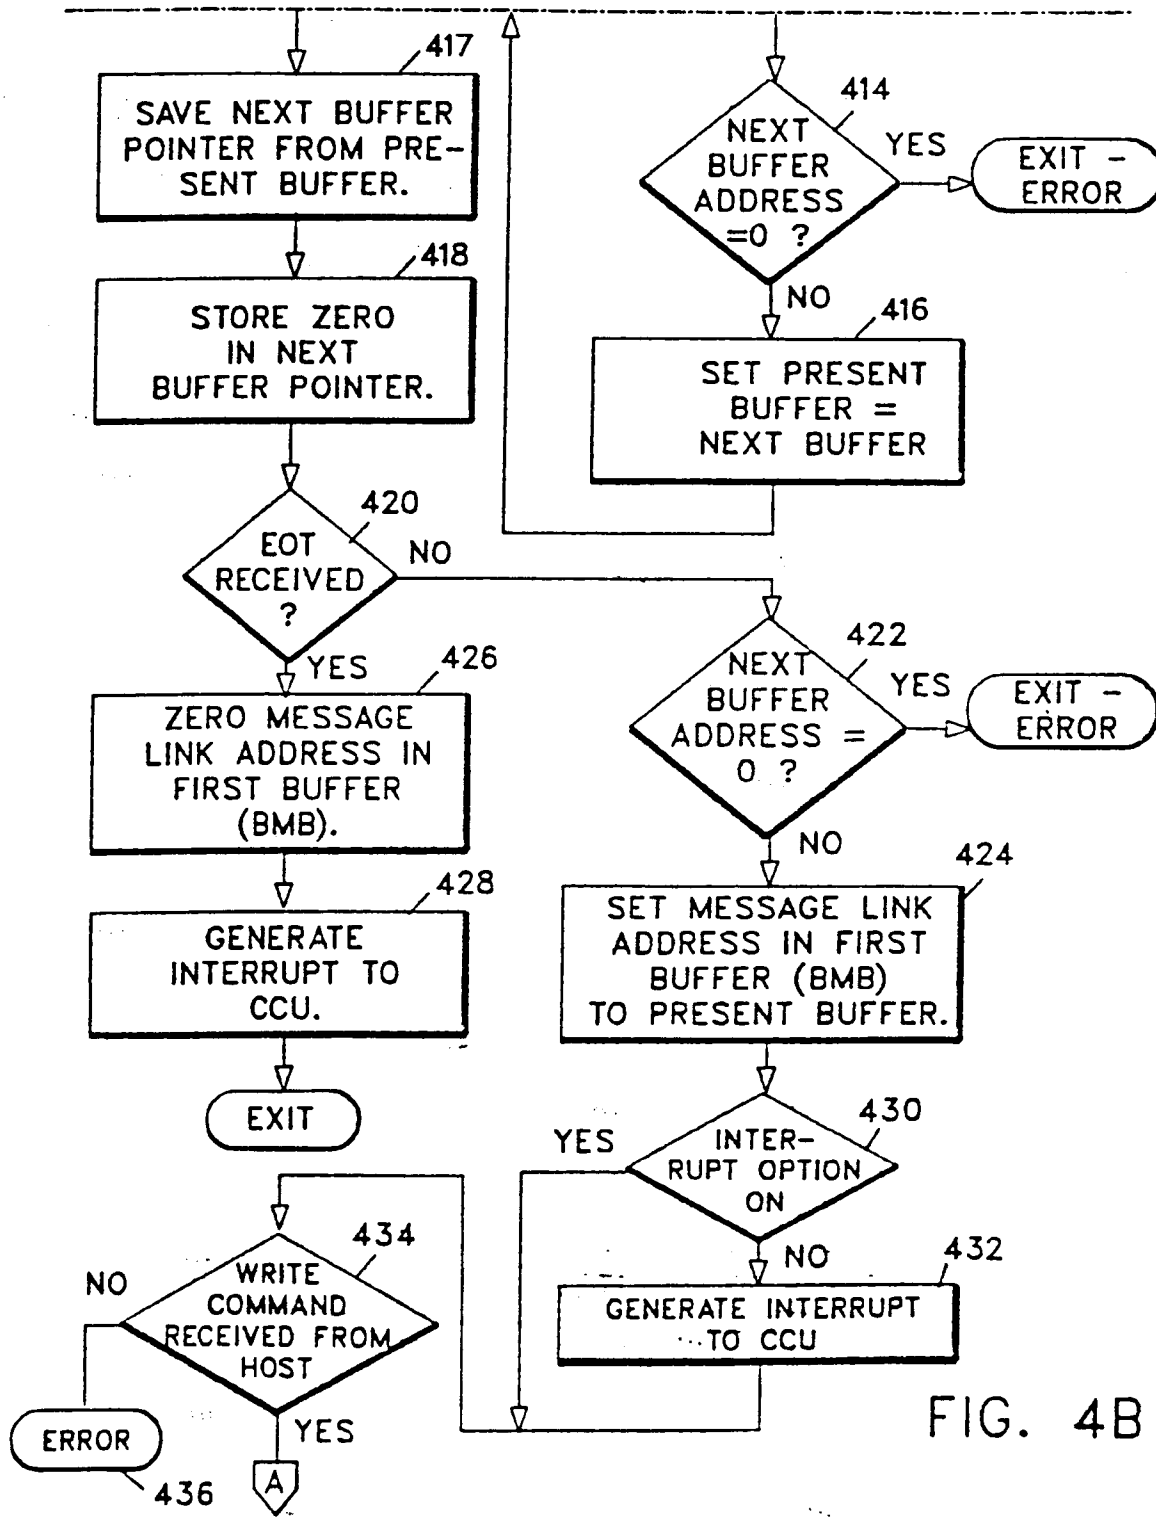 417
SAVE NEXT BUFFER
POINTER FROM PRE-
SENT BUFFER.
418
STORE ZERO
IN NEXT
BUFFER POINTER.
414
NEXT
BUFFER
ADDRESS
=0 ?
YES
EXIT -
ERROR
NO
416
SET PRESENT
BUFFER =
NEXT BUFFER
420
EOT
RECEIVED
?
NO
YES
422
NEXT
BUFFER
ADDRESS =
0 ?
YES
EXIT -
ERROR
NO
426
ZERO MESSAGE
LINK ADDRESS IN
FIRST BUFFER
(BMB).
428
GENERATE
INTERRUPT TO
CCU.
EXIT
424
SET MESSAGE LINK
ADDRESS IN FIRST
BUFFER (BMB)
TO PRESENT BUFFER.
430
INTER-
RUPT OPTION
ON
YES
NO
432
GENERATE INTERRUPT
TO CCU
434
WRITE
COMMAND
RECEIVED FROM
HOST
NO
ERROR
436
YES
A
FIG. 4B